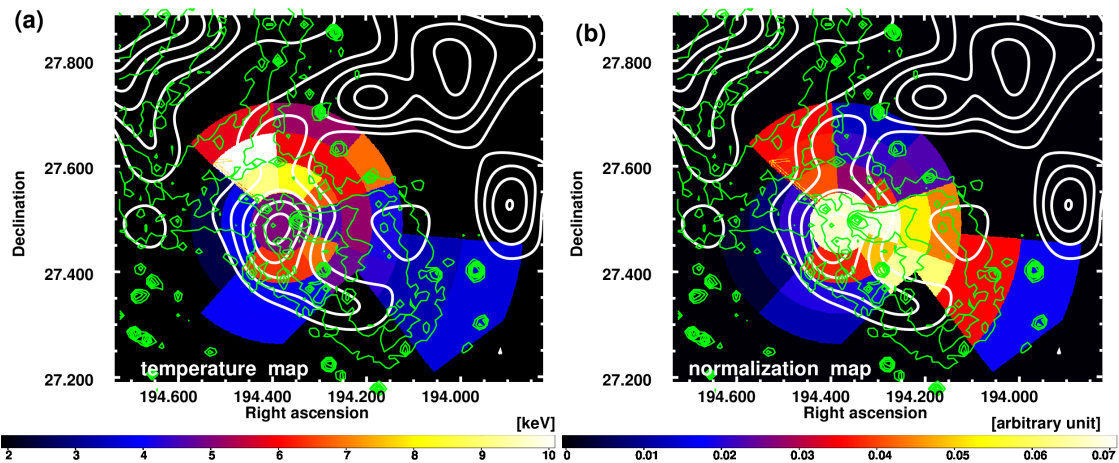 (a)
27.800
27.600
27.400
27.200
Declination
temperature map
194.600 194.400 194.200 194.000
Right ascension
[keV]
2 3 4 5 6 7 8 9 10
(b)
27.800
27.600
27.400
27.200
Declination
normalization map
194.600 194.400 194.200 194.000
Right ascension
[arbitrary unit]
0 0.01 0.02 0.03 0.04 0.05 0.06 0.07